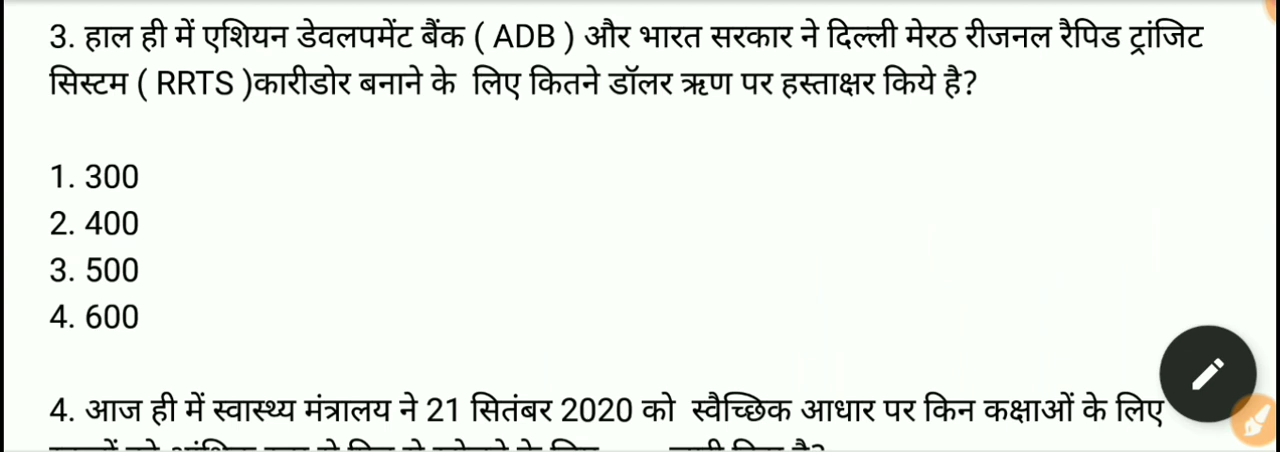 3. हाल ही में एशियन डेवलपमेंट बैंक ( ADB ) और भारत सरकार ने दिल्ली मेरठ रीजनल रैपिड ट्रांजिट
सिस्टम ( RRTS )कारीडोर बनाने के लिए कितने डॉलर ऋण पर हस्ताक्षर किये है?
1. 300
2. 400
3. 500
4. 600
4. आज ही में स्वास्थ्य मंत्रालय ने 21 सितंबर 2020 को स्वैच्छिक आधार पर किन कक्षाओं के लिए